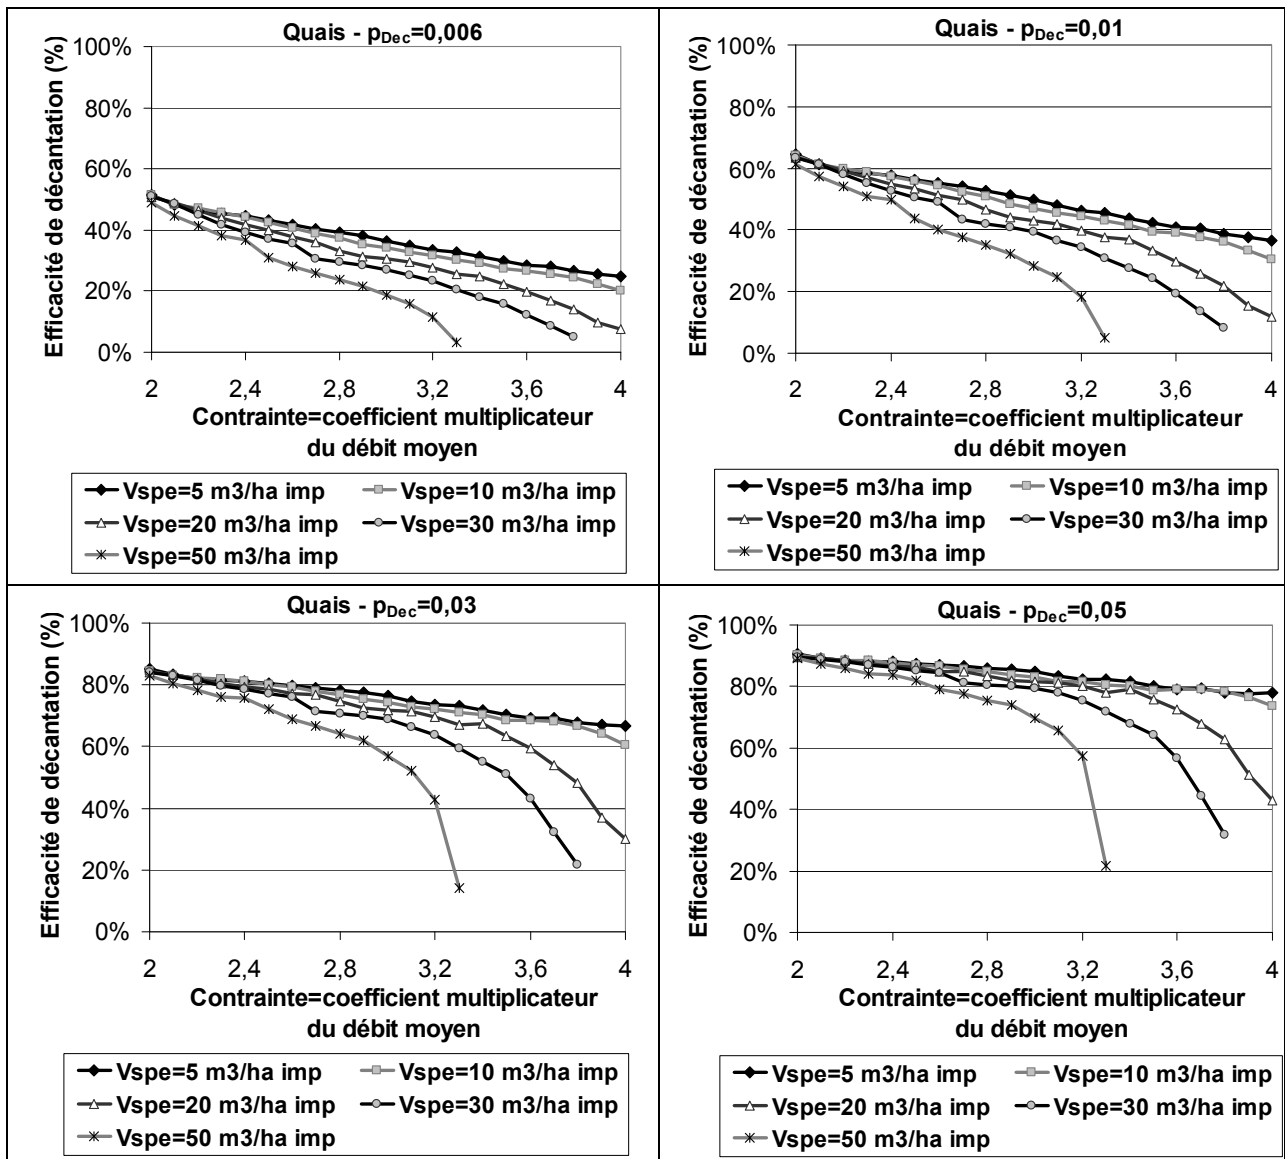 Quais - pDec=0,006
Efficacité de décantation (%)
100%
80%
60%
40%
20%
0%
2 2,4 2,8 3,2 3,6 4
Contrainte=coefficient multiplicateur
du débit moyen
Vspe=5 m3/ha imp Vspe=10 m3/ha imp
Vspe=20 m3/ha imp Vspe=30 m3/ha imp
Vspe=50 m3/ha imp
Quais - pDec=0,01
Efficacité de décantation (%)
100%
80%
60%
40%
20%
0%
2 2,4 2,8 3,2 3,6 4
Contrainte=coefficient multiplicateur
du débit moyen
Vspe=5 m3/ha imp Vspe=10 m3/ha imp
Vspe=20 m3/ha imp Vspe=30 m3/ha imp
Vspe=50 m3/ha imp
Quais - pDec=0,03
Efficacité de décantation (%)
100%
80%
60%
40%
20%
0%
2 2,4 2,8 3,2 3,6 4
Contrainte=coefficient multiplicateur
du débit moyen
Vspe=5 m3/ha imp Vspe=10 m3/ha imp
Vspe=20 m3/ha imp Vspe=30 m3/ha imp
Vspe=50 m3/ha imp
Quais - pDec=0,05
Efficacité de décantation (%)
100%
80%
60%
40%
20%
0%
2 2,4 2,8 3,2 3,6 4
Contrainte=coefficient multiplicateur
du débit moyen
Vspe=5 m3/ha imp Vspe=10 m3/ha imp
Vspe=20 m3/ha imp Vspe=30 m3/ha imp
Vspe=50 m3/ha imp